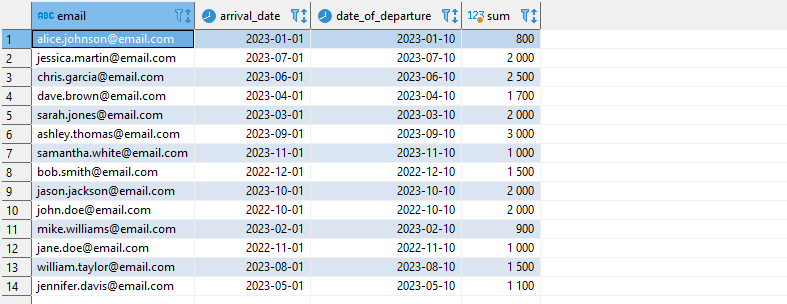 ABC email arrival_date date_of_departure 123 sum
1 alice.johnson@email.com 2023-01-01 2023-01-10 800
2 jessica.martin@email.com 2023-07-01 2023-07-10 2 000
3 chris.garcia@email.com 2023-06-01 2023-06-10 2 500
4 dave.brown@email.com 2023-04-01 2023-04-10 1 700
5 sarah.jones@email.com 2023-03-01 2023-03-10 2 000
6 ashley.thomas@email.com 2023-09-01 2023-09-10 3 000
7 samantha.white@email.com 2023-11-01 2023-11-10 1 000
8 bob.smith@email.com 2022-12-01 2022-12-10 1 500
9 jason.jackson@email.com 2023-10-01 2023-10-10 2 000
10 john.doe@email.com 2022-10-01 2022-10-10 2 000
11 mike.williams@email.com 2023-02-01 2023-02-10 900
12 jane.doe@email.com 2022-11-01 2022-11-10 1 000
13 william.taylor@email.com 2023-08-01 2023-08-10 1 500
14 jennifer.davis@email.com 2023-05-01 2023-05-10 1 100